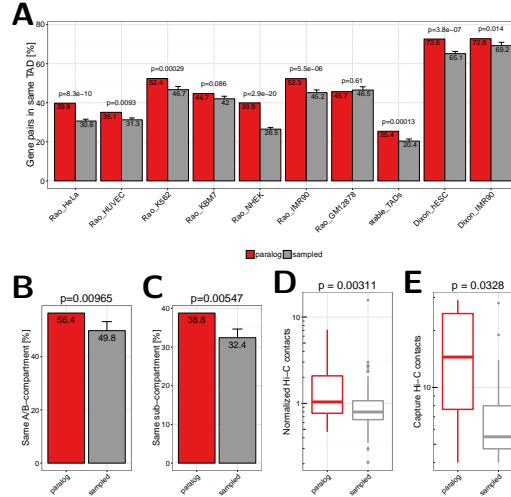 A
Gene pairs in same TAD [%]
80
60
40
20
0
p=8.3e−10
p=0.0093
p=0.00029
p=0.086
p=2.9e−20
p=5.5e−06
p=0.61
p=0.00013
p=3.8e−07
p=0.014
39.8
30.6
35.1
31.3
52.4
46.7
44.7
42
39.9
26.5
52.3
45.2
45.7
46.5
25.4
20.4
72.6
65.1
72.8
69.2
Rao_HeLa
Rao_HUVEC
Rao_K562
Rao_KBM7
Rao_NHEK
Rao_IMR90
Rao_GM12878
stable_TADs
Dixon_hESC
Dixon_IMR90
paralog
sampled
B
p=0.00965
Same A/B−compartment [%]
40
20
0
56.4
49.8
paralog
sampled
C
p=0.00547
Same sub−compartment [%]
30
20
10
0
38.8
32.4
paralog
sampled
D
p = 0.00311
Normalized Hi−C contacts
10
1
paralog
sampled
E
p = 0.0328
Capture Hi−C contacts
10
paralog
sampled